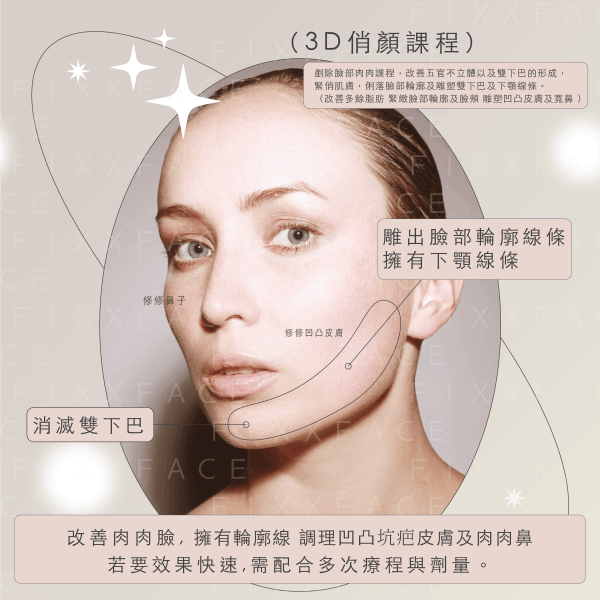 (3D俏顏課程)
剷除臉部肉肉課程，改善五官不立體以及雙下巴的形成，
緊俏肌膚，俐落臉部輪廓及雕塑雙下巴及下顎線條。
（改善多餘脂肪 緊緻臉部輪廓及臉頰 雕塑凹凸皮膚及寬鼻 ）
雕出臉部輪廓線條
擁有下顎線條
修修鼻子
修修凹凸皮膚
消滅雙下巴
改善肉肉臉, 擁有輪廓線 調理凹凸坑疤皮膚及肉肉鼻
若要效果快速,需配合多次療程與劑量。
FIXXFACE